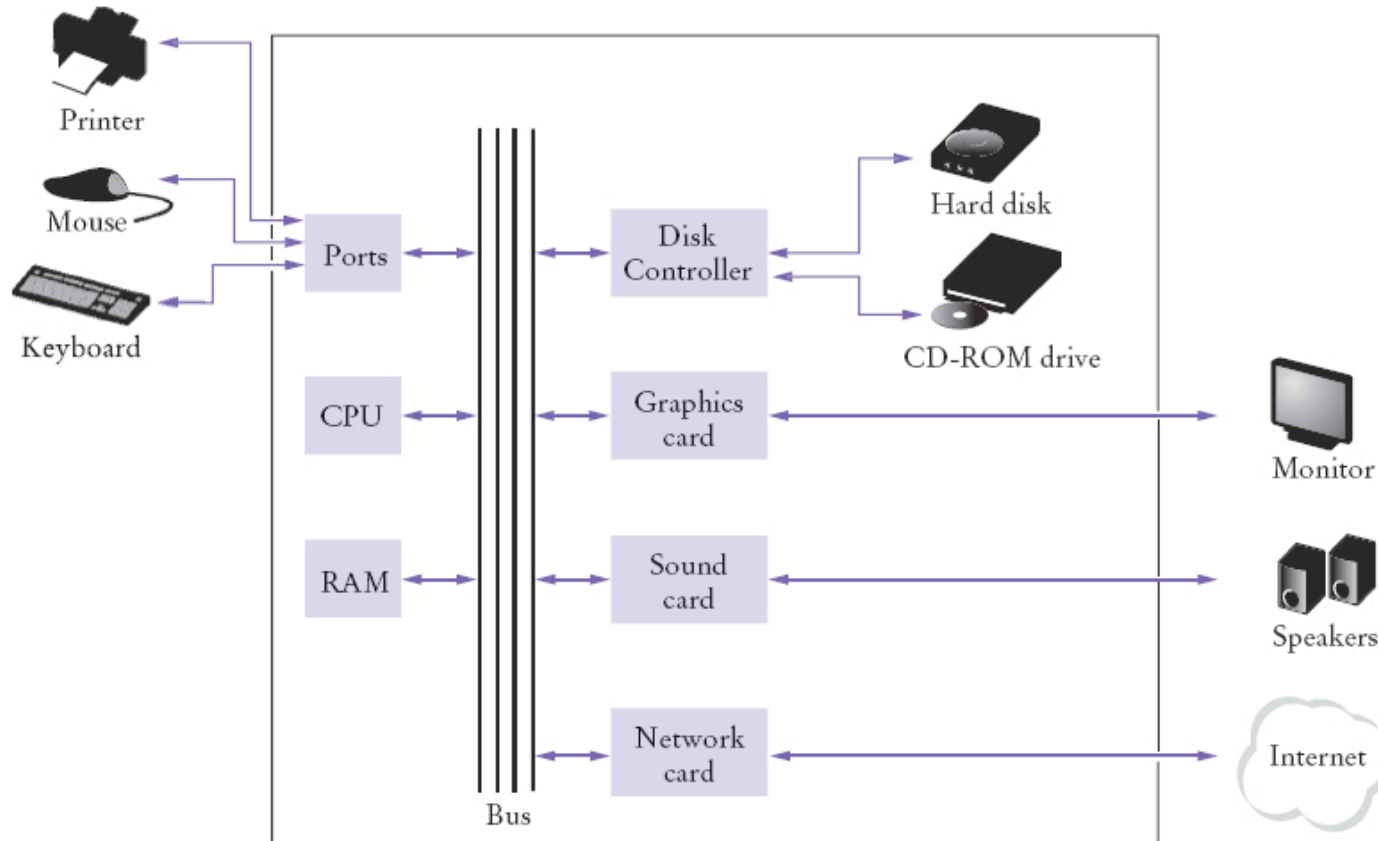 Printer
Mouse
Keyboard
Ports
CPU
RAM
Bus
Disk
Controller
Graphics
card
Sound
card
Network
card
Hard disk
CD-ROM drive
Monitor
Speakers
Internet